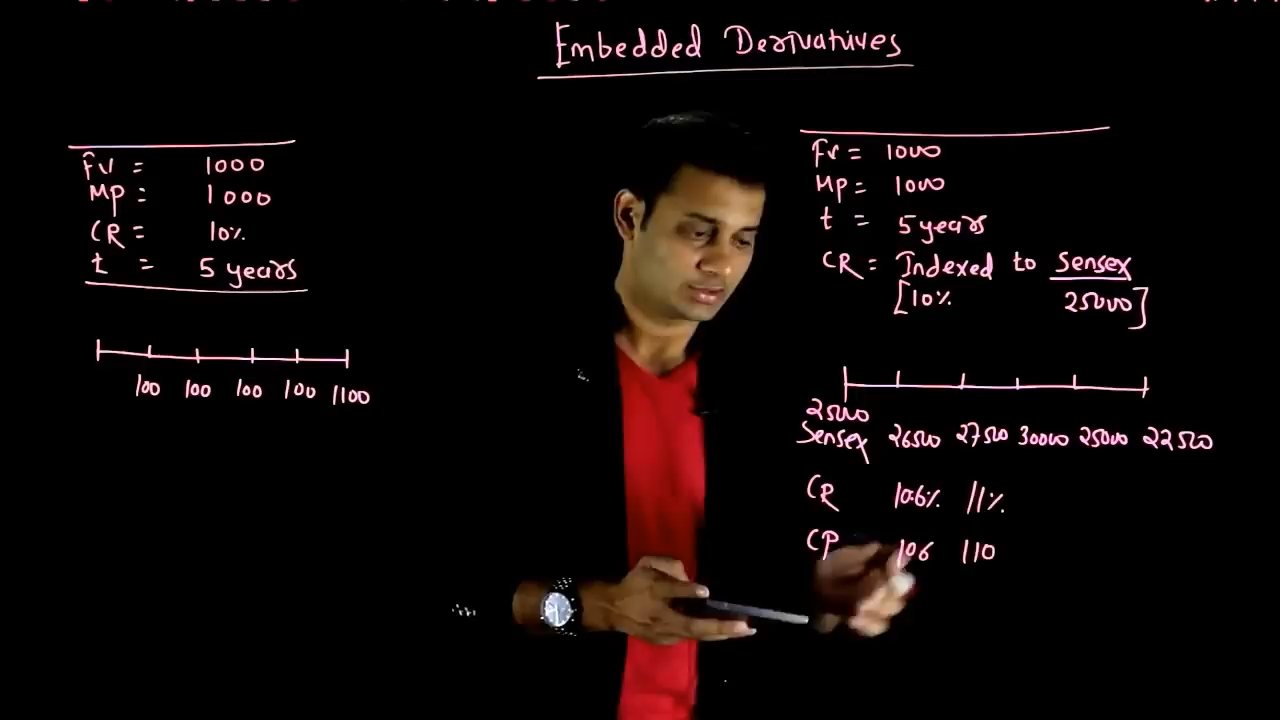 Embedded Derivatives
FV = 1000
MP = 1000
CR = 10%
t = 5 years
100 100 100 100 1100
FV = 1000
MP = 1000
t = 5 years
CR = Indexed to Sensex
[10% 25000]
25000
Sensex 26500 27500 30000 25000 22500
CR 10.6% 11%
CP 106 110